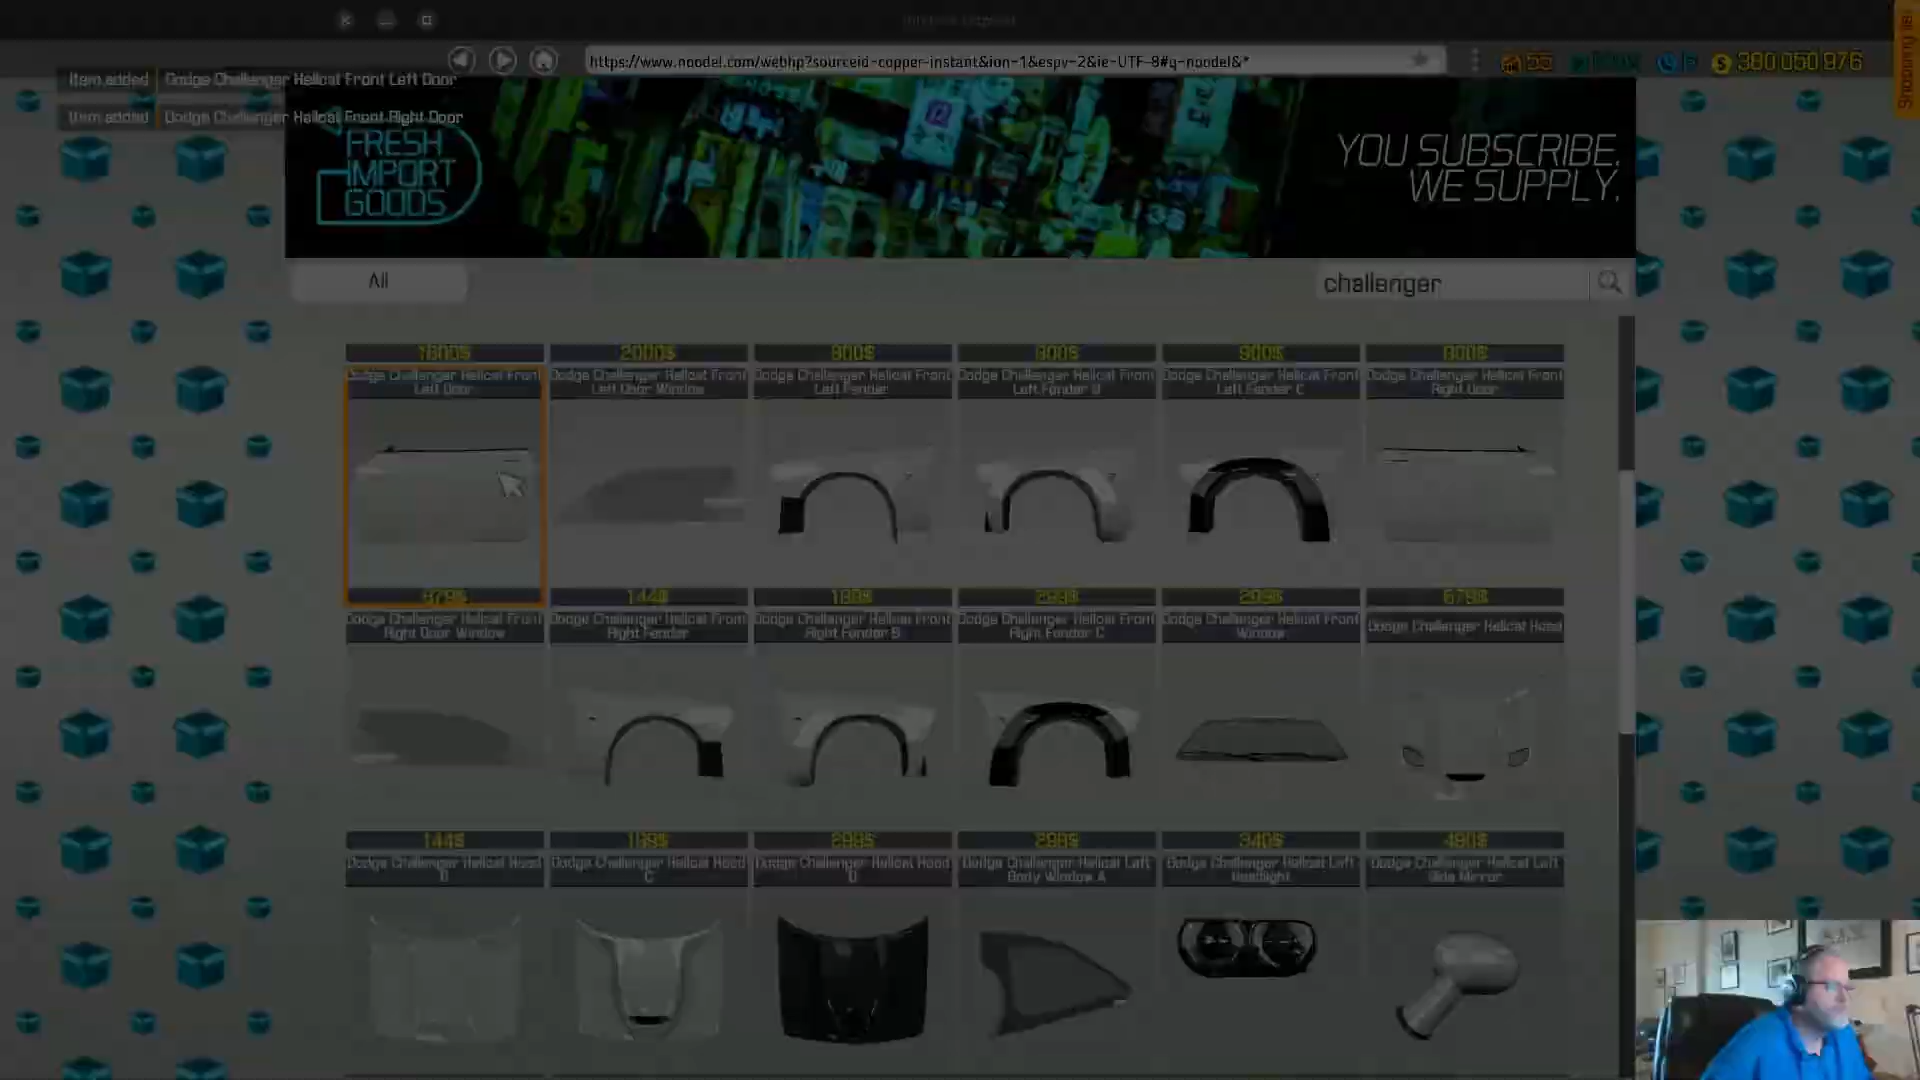 https://www.noodel.com/webhp?sourceid-copper-instant&ion-1&espv-2&ie-UTF-8#q-noodel&*
55
380 050 976
Item added Dodge Challenger Hellcat Front Left Door
Item added Dodge Challenger Hellcat Front Right Door
FRESH
IMPORT
GOODS
YOU SUBSCRIBE.
WE SUPPLY.
All
challenger
Dodge Challenger Hellcat Front
Left Door
2000$
Dodge Challenger Hellcat Front
Left Door Window
Dodge Challenger Hellcat Front
Left Fender
Dodge Challenger Hellcat Front
Left Fender B
Dodge Challenger Hellcat Front
Left Fender C
Dodge Challenger Hellcat Front
Right Door
Dodge Challenger Hellcat Front
Right Door Window
144$
Dodge Challenger Hellcat Front
Right Fender
Dodge Challenger Hellcat Front
Right Fender B
Dodge Challenger Hellcat Front
Right Fender C
Dodge Challenger Hellcat Front
Window
679$
Dodge Challenger Hellcat Hood
144$
Dodge Challenger Hellcat Hood
Dodge Challenger Hellcat Hood
C
Dodge Challenger Hellcat Hood
D
Dodge Challenger Hellcat Left
Body Window A
340$
Dodge Challenger Hellcat Left
Headlight
490$
Dodge Challenger Hellcat Left
Side Mirror